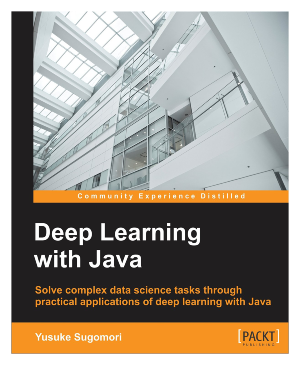 Community Experience Distilled
Deep Learning
with Java
Solve complex data science tasks through
practical applications of deep learning with Java
Yusuke Sugomori
[PACKT]
PUBLISHING